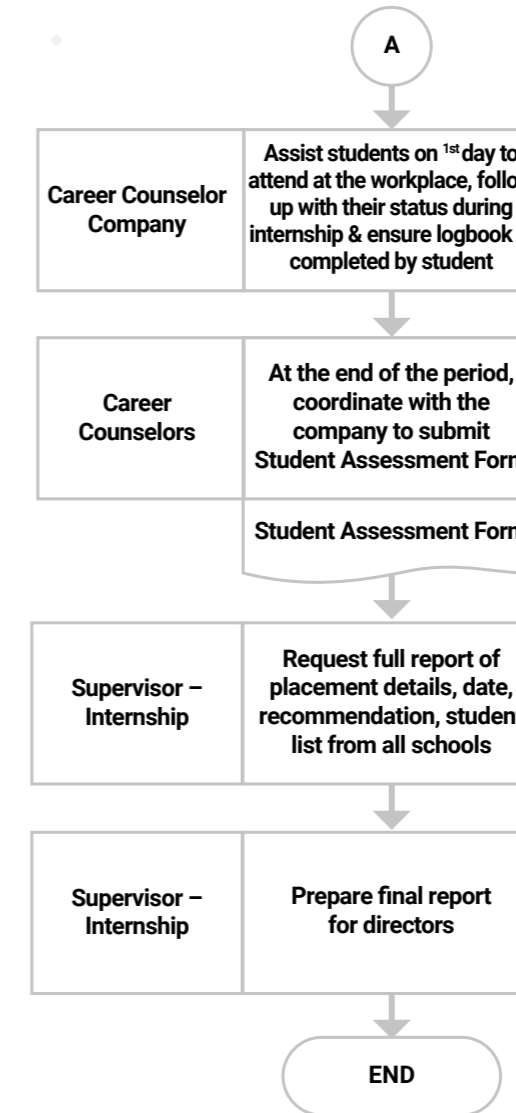 A
Career Counselor
Company
Assist students on 1st day to
attend at the workplace, follo
up with their status during
internship & ensure logbook
completed by student
Career
Counselors
At the end of the period,
coordinate with the
company to submit
Student Assessment Form
Student Assessment Form
Supervisor –
Internship
Request full report of
placement details, date,
recommendation, student
list from all schools
Supervisor –
Internship
Prepare final report
for directors
END